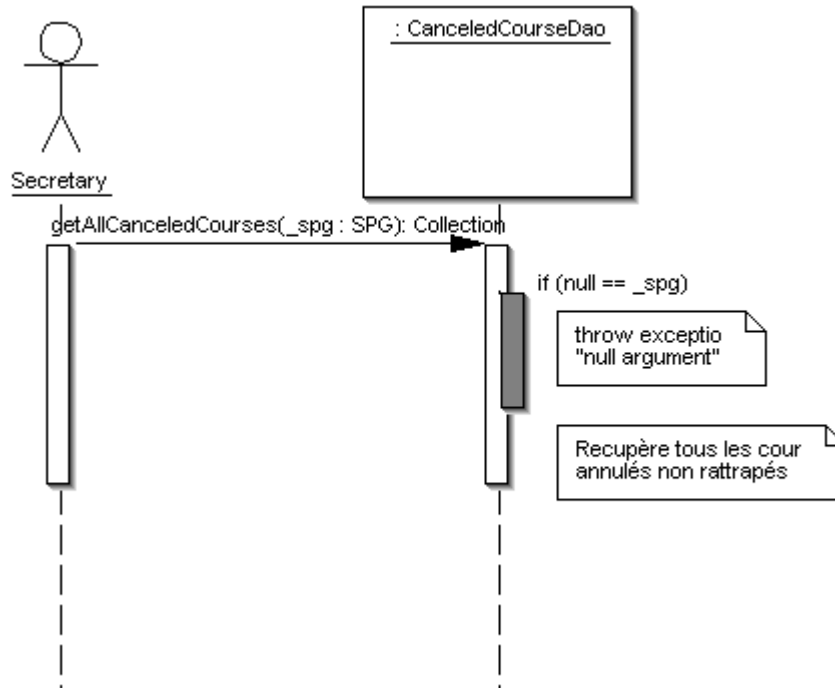 : CanceledCourseDao
Secretary
getAllCanceledCourses(_spg : SPG): Collection
if (null == _spg)
throw exceptio
"null argument"
Recupère tous les cour
annulés non rattrapés